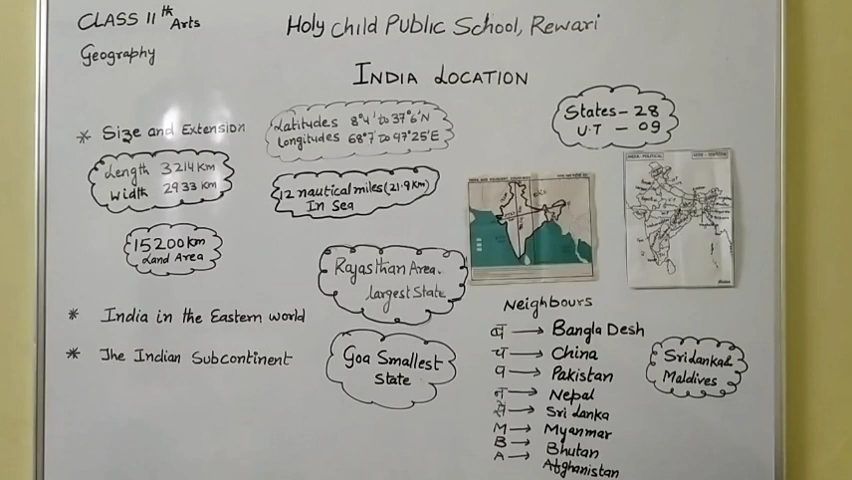 CLASS 11th Arts
Geography
Holy Child Public School, Rewari
INDIA LOCATION
* Size and Extension
Length 3214 Km
Width 2933 Km
15200km
Land Area
* India in the Eastern world
* The Indian Subcontinent
Latitudes 8°4' to 37°6'N
Longitudes 68°7' to 97°25'E
12 nautical miles (21.9km)
In Sea
Rajasthan Area.
largest State
Goa Smallest
State
States - 28
U.T - 09
INDIA POLITICAL
Neighbours
ब → Bangla Desh
च → China
प → Pakistan
न → Nepal
से → Sri Lanka
M → Myanmar
B → Bhutan
A → Afghanistan
Srilanka &
Maldives